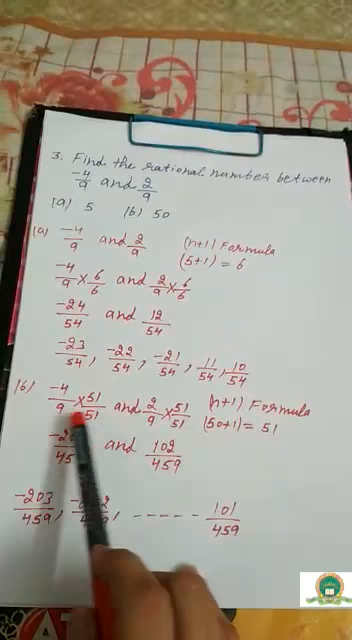 3. Find the rational number between
-4/9 and 2/9
(a) 5 (b) 50
(a) -4/9 and 2/9 (n+1) Formula
(5+1) = 6
-4/9 × 6/6 and 2/9 × 6/6
-24/54 and 12/54
-23/54, -22/54, -21/54, 11/54, 10/54
(b) -4/9 × 51/51 and 2/9 × 51/51 (n+1) Formula
(50+1) = 51
and 102/459
-203/459, ----- 101/459